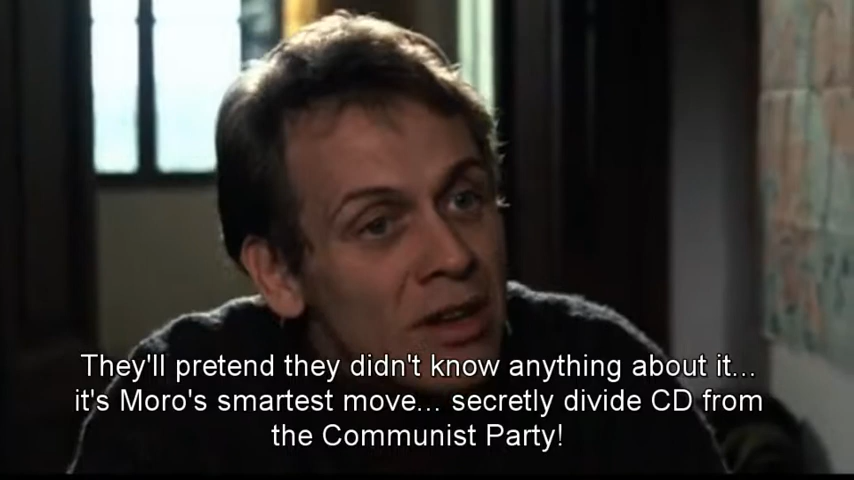 They'll pretend they didn't know anything about it...
it's Moro's smartest move... secretly divide CD from
the Communist Party!